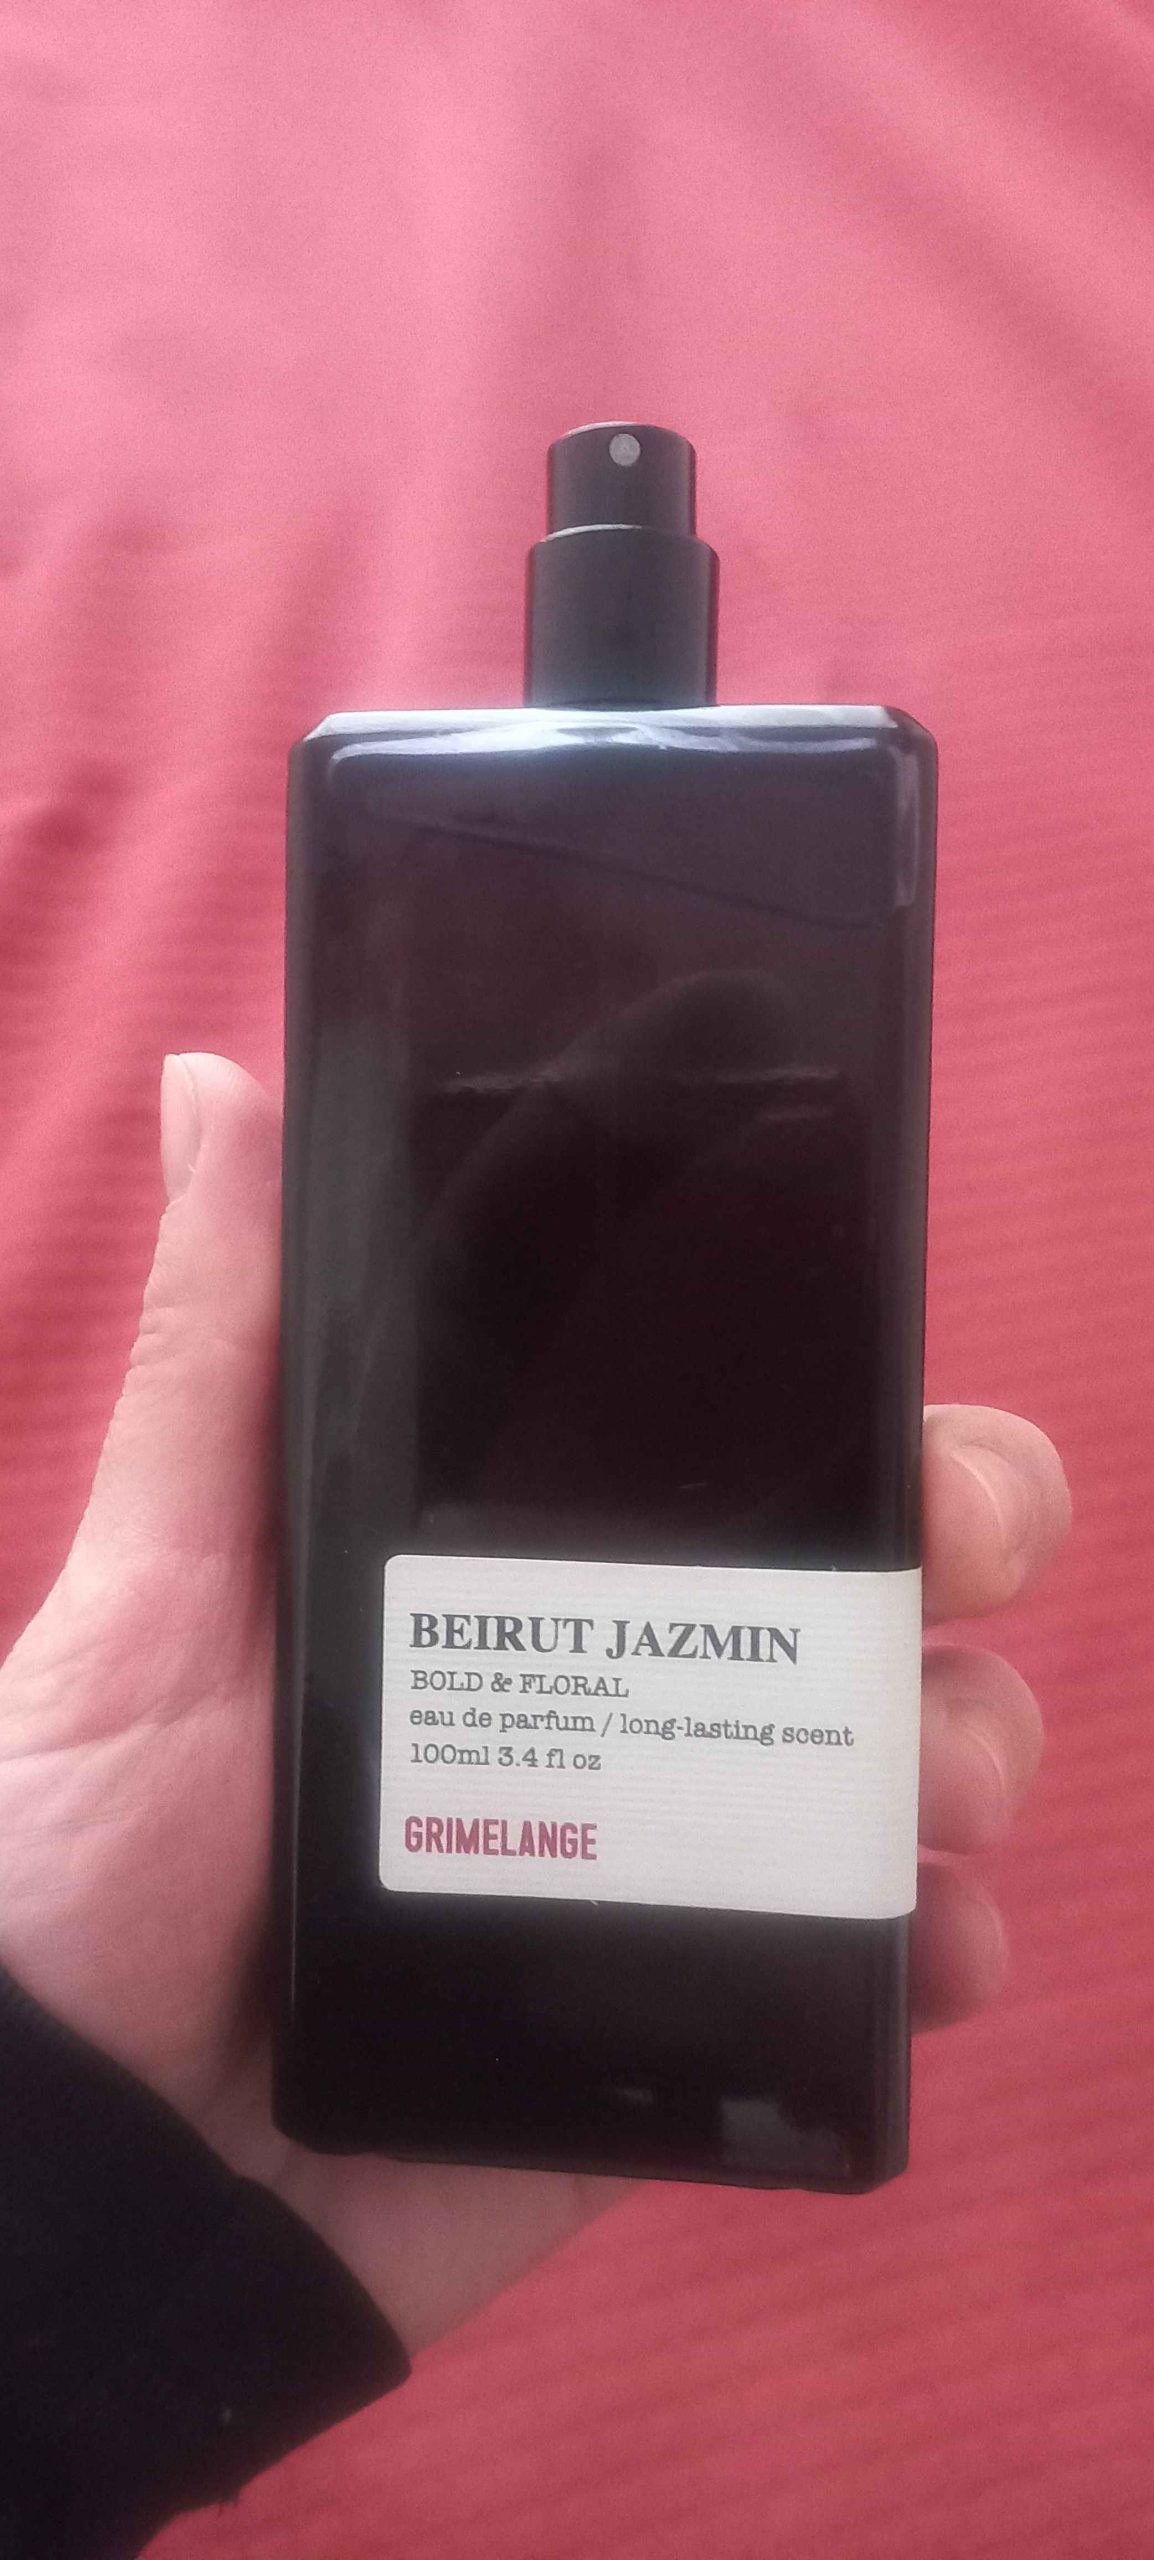 BEIRUT JAZMIN
BOLD & FLORAL
eau de parfum / long-lasting scent
100ml 3.4 fl oz
GRIMELANGE